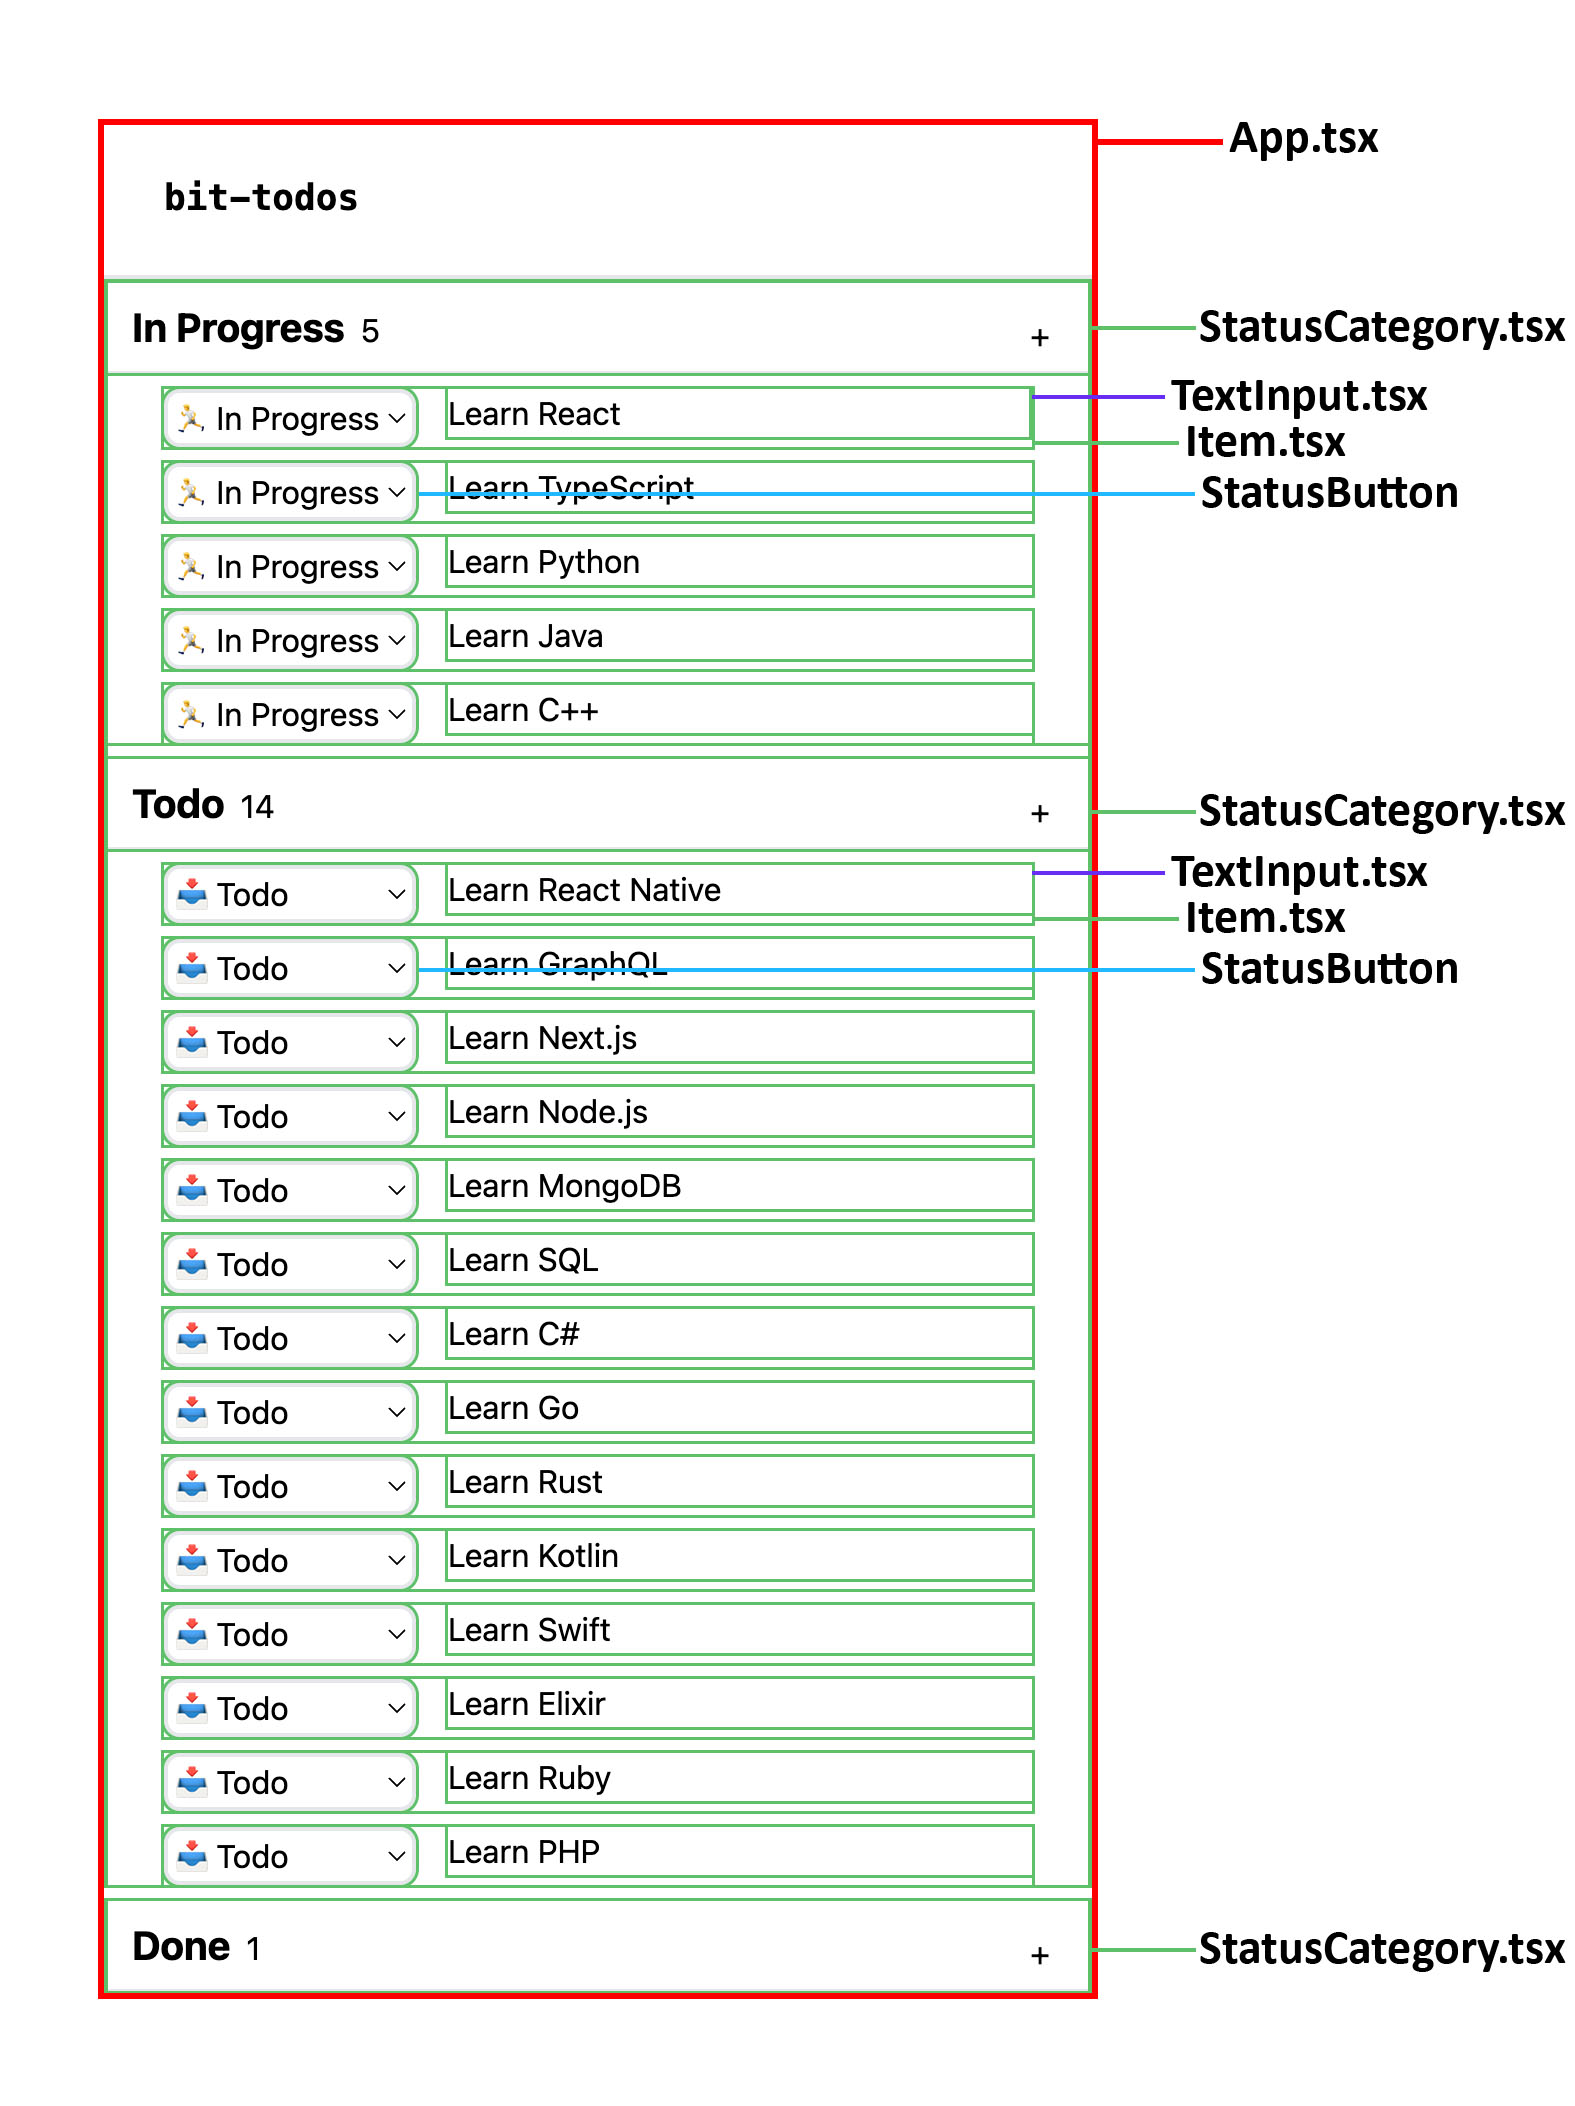 App.tsx
bit-todos
In Progress 5 +
StatusCategory.tsx
In Progress Learn React
TextInput.tsx
Item.tsx
In Progress Learn TypeScript
StatusButton
In Progress Learn Python
In Progress Learn Java
In Progress Learn C++
Todo 14 +
StatusCategory.tsx
Todo Learn React Native
TextInput.tsx
Item.tsx
Todo Learn GraphQL
StatusButton
Todo Learn Next.js
Todo Learn Node.js
Todo Learn MongoDB
Todo Learn SQL
Todo Learn C#
Todo Learn Go
Todo Learn Rust
Todo Learn Kotlin
Todo Learn Swift
Todo Learn Elixir
Todo Learn Ruby
Todo Learn PHP
Done 1 +
StatusCategory.tsx